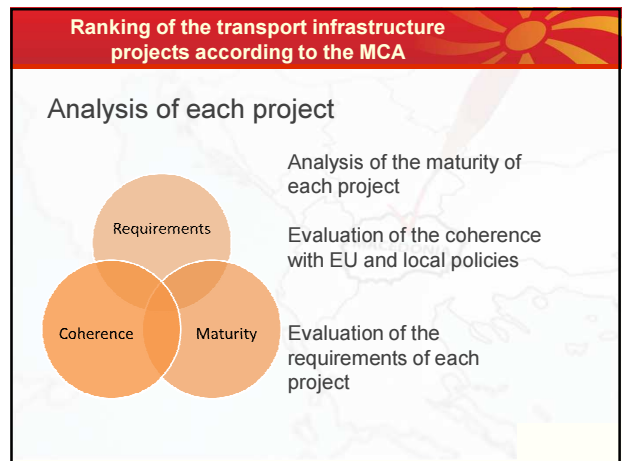 Ranking of the transport infrastructure
projects according to the MCA
Analysis of each project
Requirements
Coherence
Maturity
Analysis of the maturity of
each project
Evaluation of the coherence
with EU and local policies
Evaluation of the
requirements of each
project